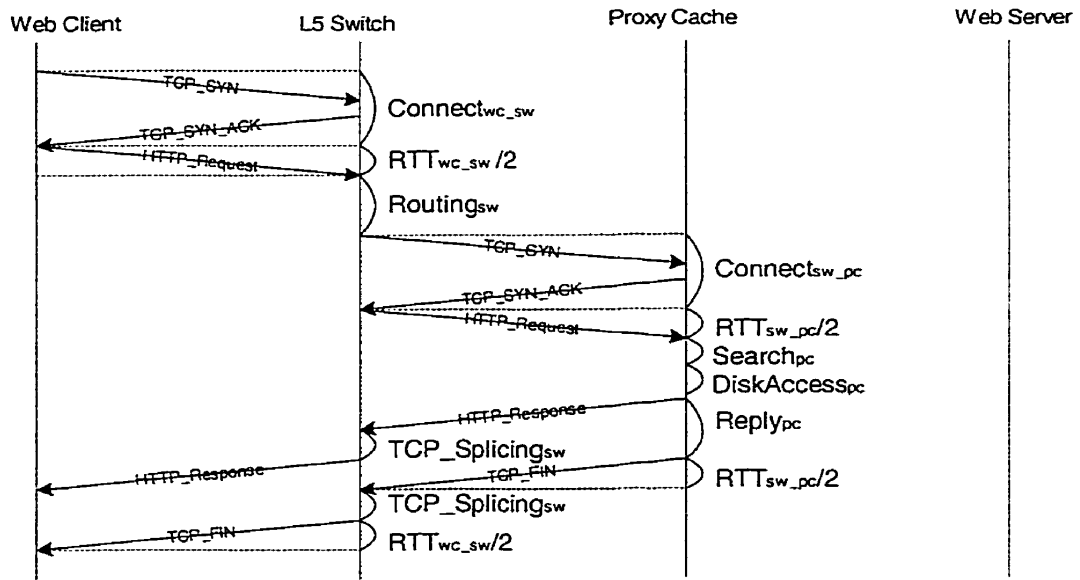 Web Client L5 Switch Proxy Cache Web Server
TCP_SYN
Connectwc_sw
TCP_SYN_ACK
HTTP_Request
RTTwc_sw/2
Routingsw
TCP_SYN
Connectsw_pc
TCP_SYN_ACK
HTTP_Request
RTTsw_pc/2
Searchpc
DiskAccesspc
HTTP_Response
Replypc
TCP_Splicingsw
HTTP_Response
TCP_FIN
RTTsw_pc/2
TCP_Splicingsw
TCP_FIN
RTTwc_sw/2